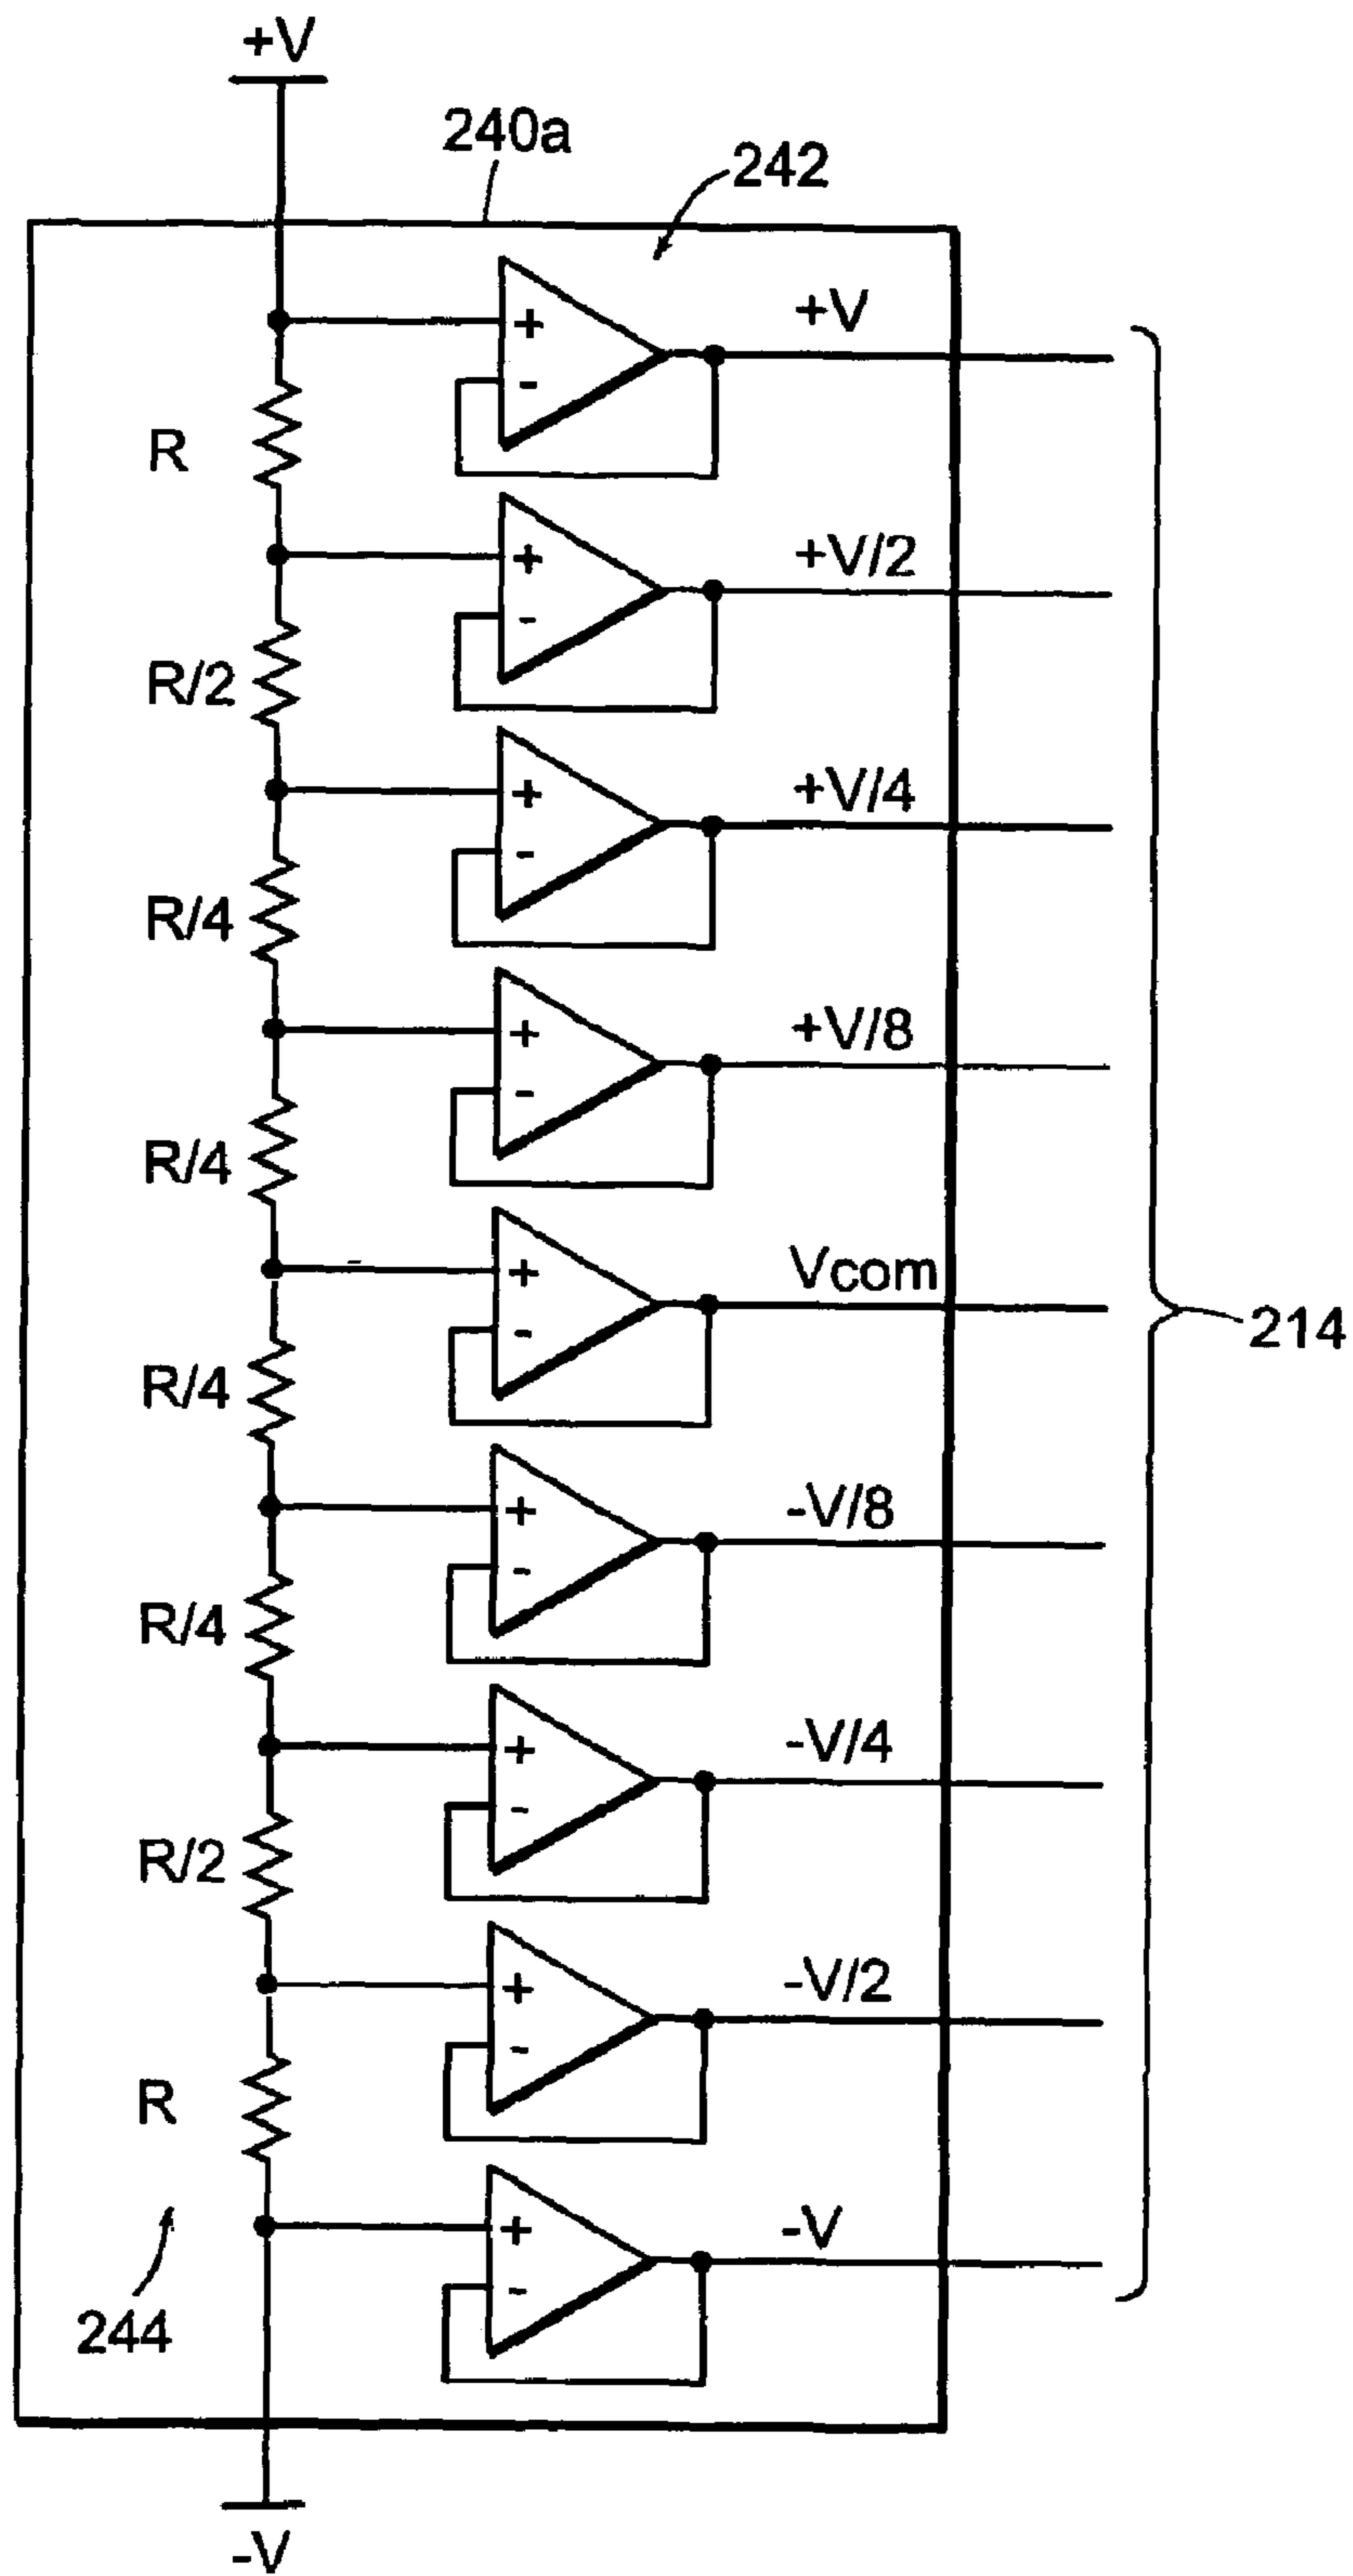 +V
240a
242
+
-
+V
R
+
-
+V/2
R/2
+
-
+V/4
R/4
+
-
+V/8
R/4
+
-
Vcom
214
R/4
+
-
-V/8
R/4
+
-
-V/4
R/2
+
-
-V/2
R
+
-
-V
244
-V